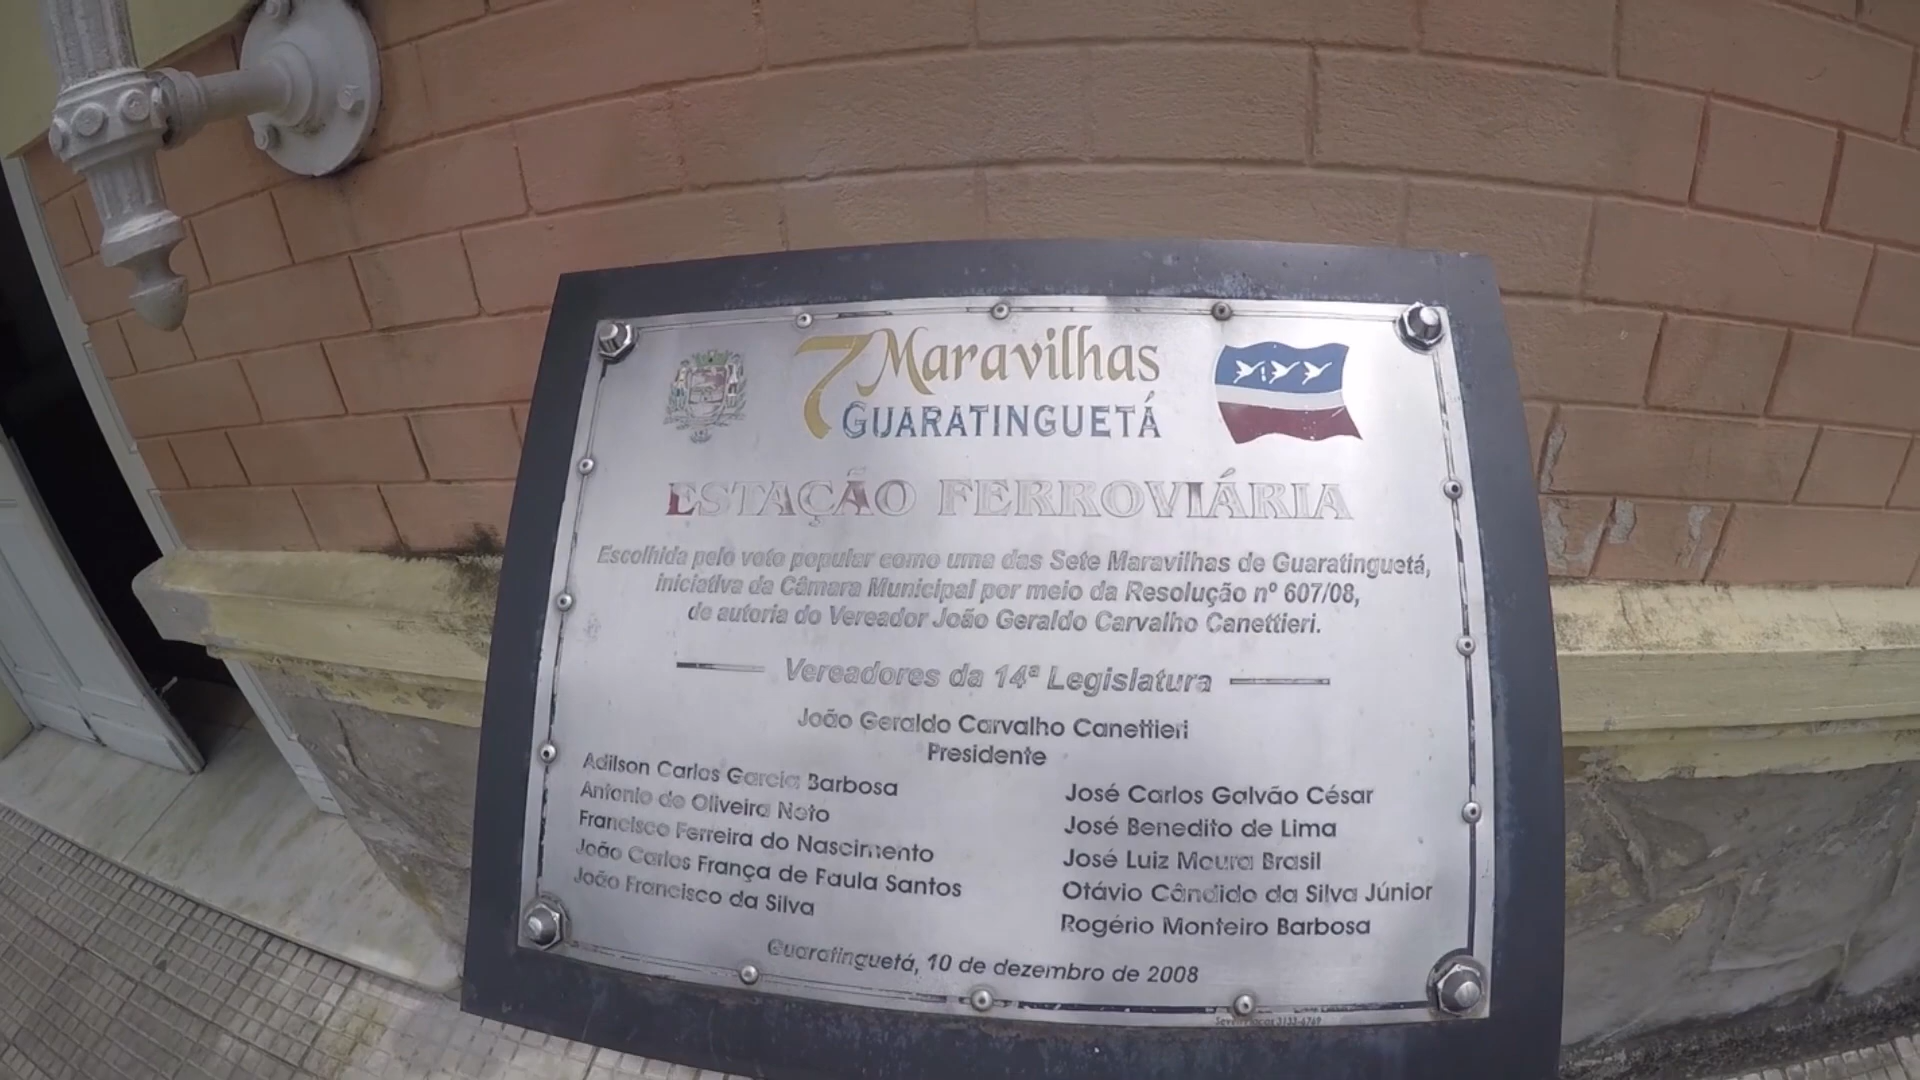 7 Maravilhas
GUARATINGUETÁ
ESTAÇÃO FERROVIÁRIA
Escolhida pelo voto popular como uma das Sete Maravilhas de Guaratinguetá,
iniciativa da Câmara Municipal por meio da Resolução nº 607/08,
de autoria do Vereador João Geraldo Carvalho Canettieri.
Vereadores da 14ª Legislatura
João Geraldo Carvalho Canettieri
Presidente
Adilson Carlos Garcia Barbosa
Antonio de Oliveira Neto
Francisco Ferreira do Nascimento
João Carlos França de Paula Santos
João Francisco da Silva
José Carlos Galvão César
José Benedito de Lima
José Luiz Moura Brasil
Otávio Cândido da Silva Júnior
Rogério Monteiro Barbosa
Guaratinguetá, 10 de dezembro de 2008